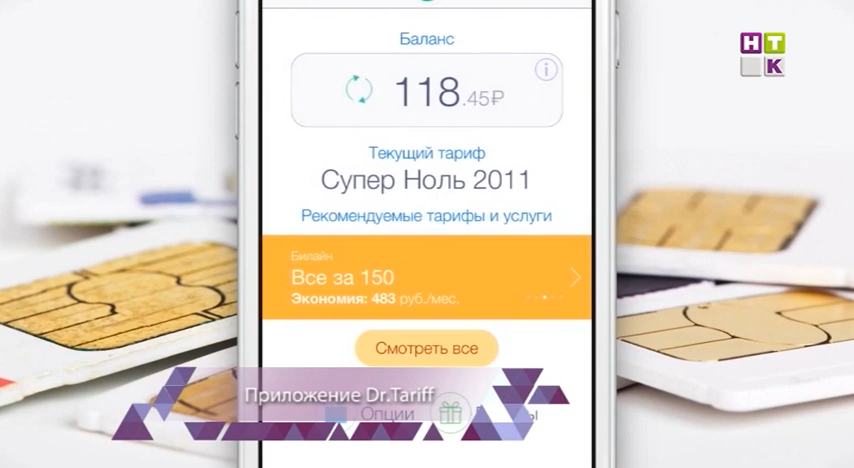 НТ
К
Баланс
118.45₽
Текущий тариф
Супер Ноль 2011
Рекомендуемые тарифы и услуги
Билайн
Все за 150
Экономия: 483 руб./мес.
Смотреть все
Приложение Dr.Tariff
Опции